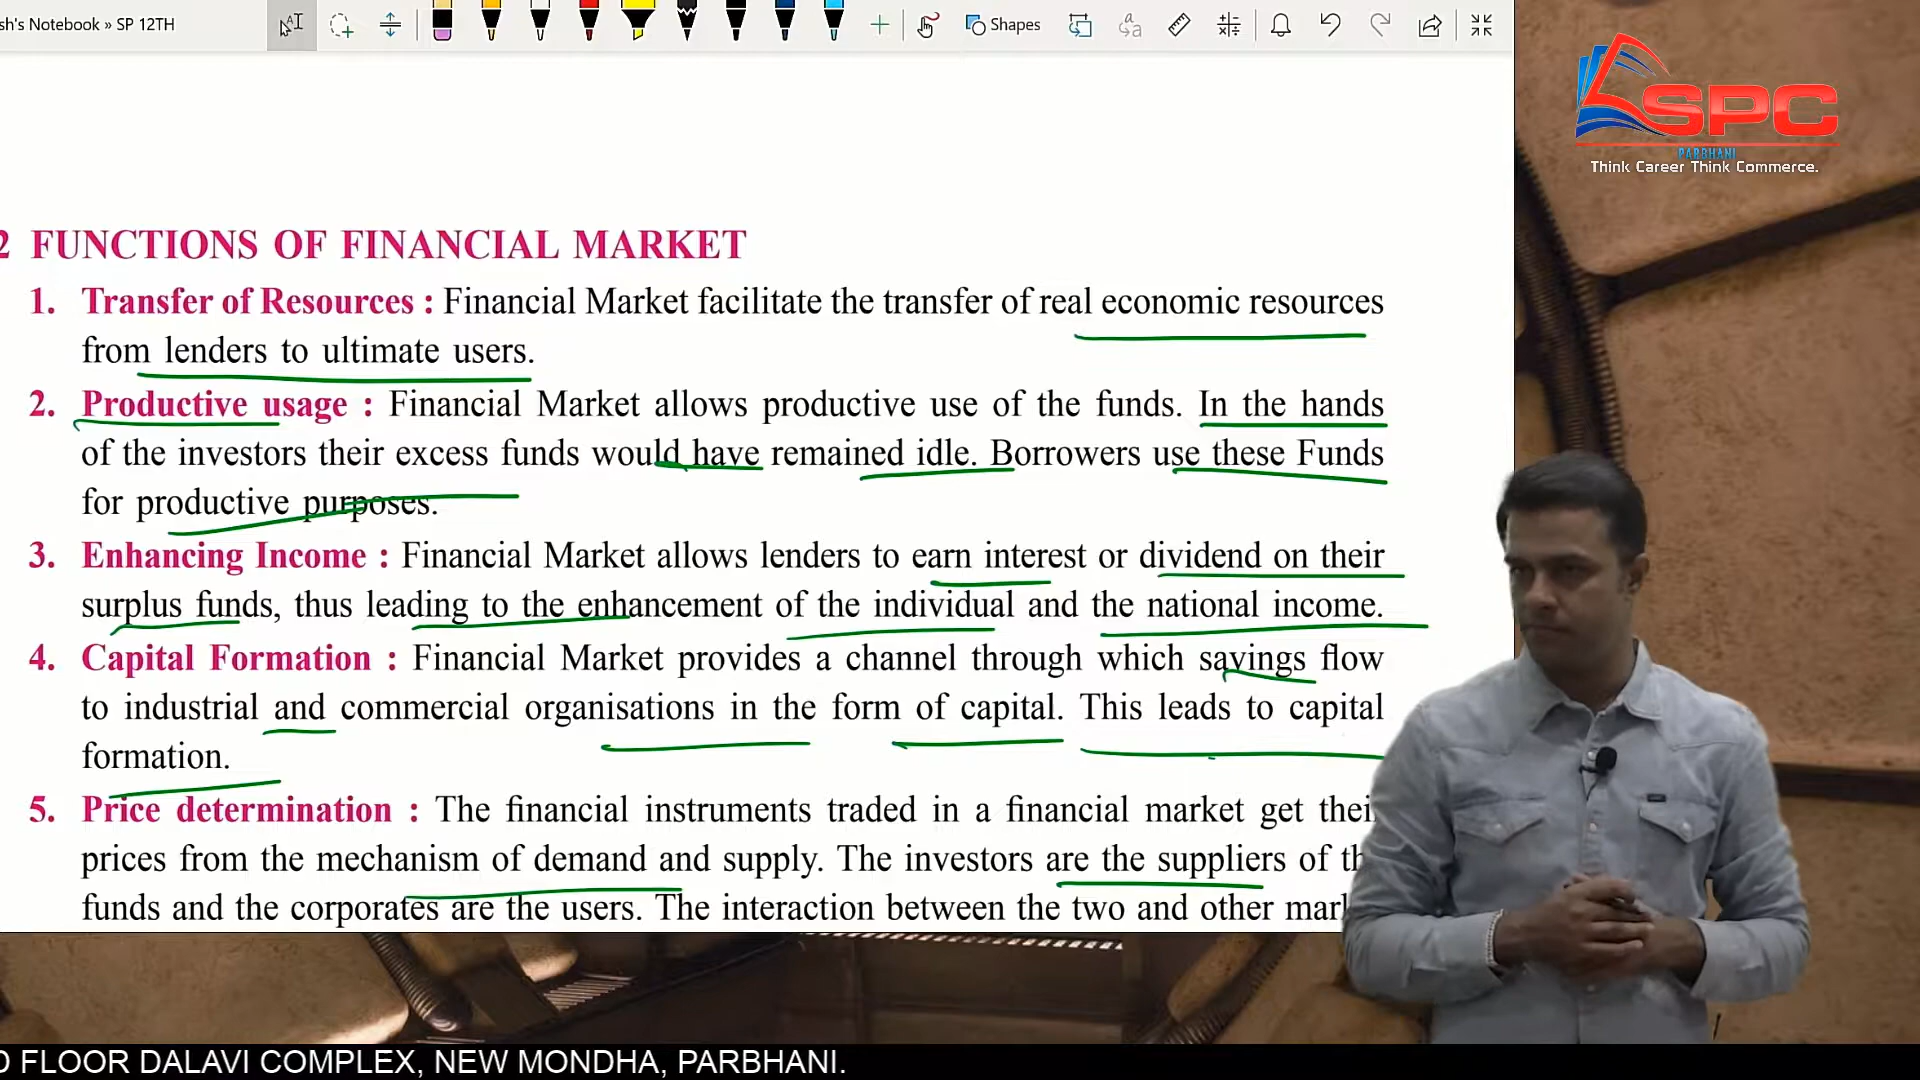 sh's Notebook » SP 12TH
Shapes
SPC
PARBHANI
Think Career Think Commerce.
2 FUNCTIONS OF FINANCIAL MARKET
1. Transfer of Resources : Financial Market facilitate the transfer of real economic resources
from lenders to ultimate users.
2. Productive usage : Financial Market allows productive use of the funds. In the hands
of the investors their excess funds would have remained idle. Borrowers use these Funds
for productive purposes.
3. Enhancing Income : Financial Market allows lenders to earn interest or dividend on their
surplus funds, thus leading to the enhancement of the individual and the national income.
4. Capital Formation : Financial Market provides a channel through which savings flow
to industrial and commercial organisations in the form of capital. This leads to capital
formation.
5. Price determination : The financial instruments traded in a financial market get their
prices from the mechanism of demand and supply. The investors are the suppliers of th
funds and the corporates are the users. The interaction between the two and other mark
FLOOR DALAVI COMPLEX, NEW MONDHA, PARBHANI.